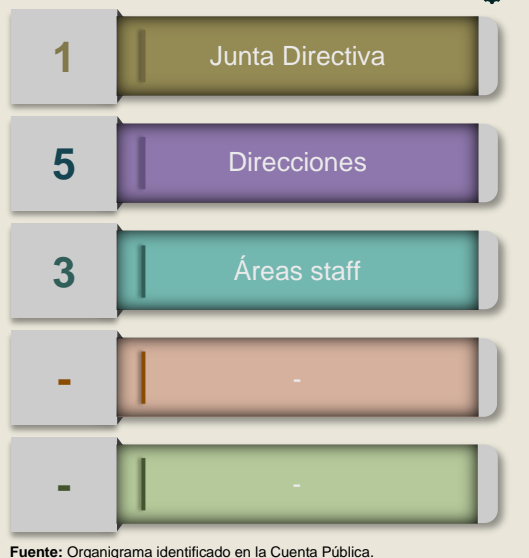 1
Junta Directiva
5
Direcciones
3
Áreas staff
-
-
-
-
Fuente: Organigrama identificado en la Cuenta Pública.